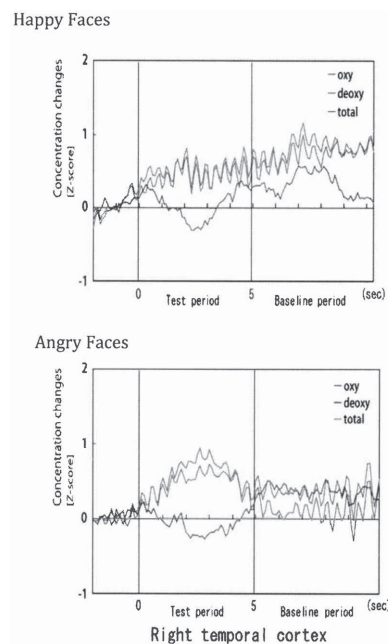 Happy Faces
Concentration changes
[Z-score]
2
1
0
-1
oxy
deoxy
total
0
5
(sec)
Test period
Baseline period
Angry Faces
Concentration changes
[Z-score]
2
1
0
-1
oxy
deoxy
total
0
5
(sec)
Test period
Baseline period
Right temporal cortex